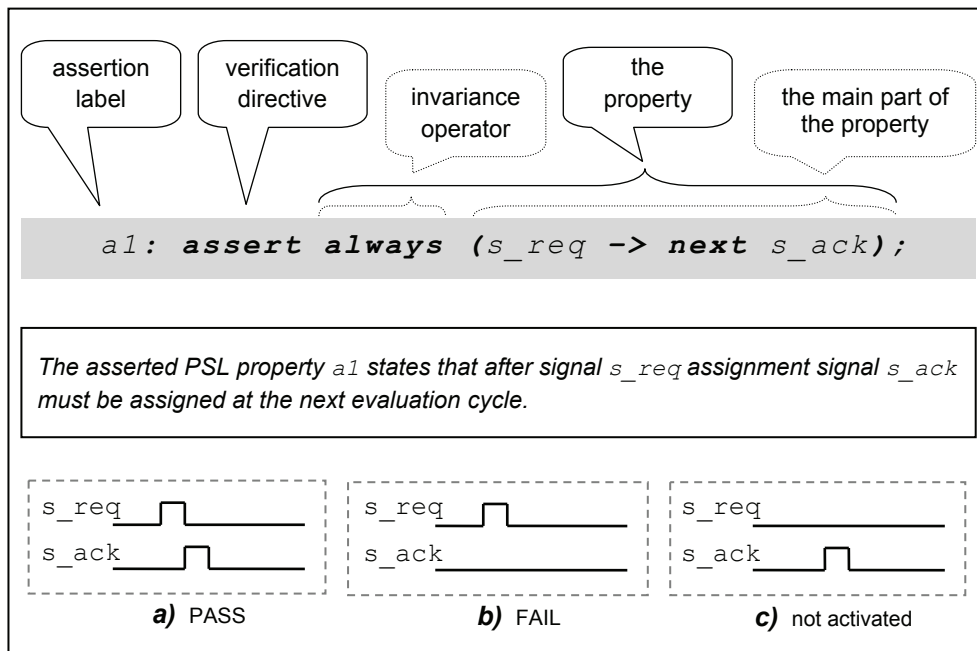 assertion
label
verification
directive
invariance
operator
the
property
the main part of
the property
a1: assert always (s_req –> next s_ack);
The asserted PSL property a1 states that after signal s_req assignment signal s_ack
must be assigned at the next evaluation cycle.
s_req
s_ack
a) PASS
s_req
s_ack
b) FAIL
s_req
s_ack
c) not activated